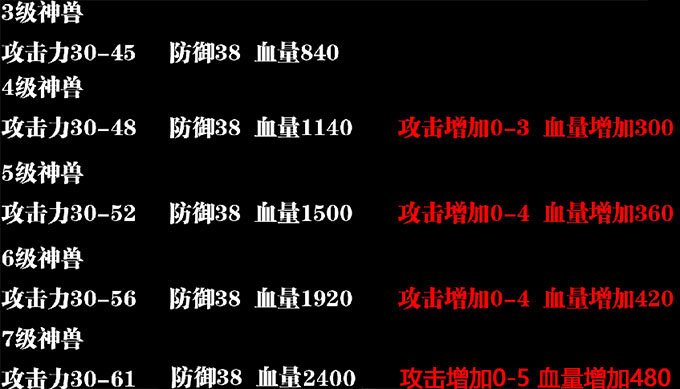 3级神兽
攻击力30-45 防御38 血量840
4级神兽
攻击力30-48 防御38 血量1140 攻击增加0-3 血量增加300
5级神兽
攻击力30-52 防御38 血量1500 攻击增加0-4 血量增加360
6级神兽
攻击力30-56 防御38 血量1920 攻击增加0-4 血量增加420
7级神兽
攻击力30-61 防御38 血量2400 攻击增加0-5 血量增加480